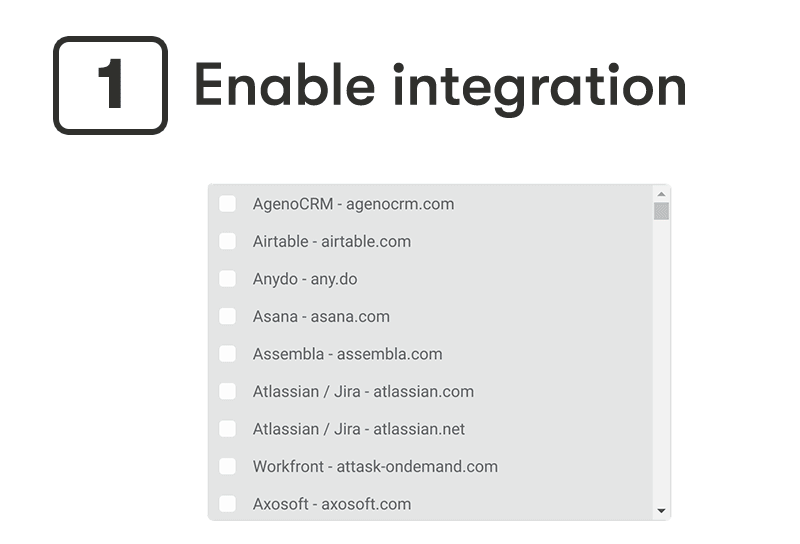 1 Enable integration
AgenoCRM - agenocrm.com
Airtable - airtable.com
Anydo - any.do
Asana - asana.com
Assembla - assembla.com
Atlassian / Jira - atlassian.com
Atlassian / Jira - atlassian.net
Workfront - attask-ondemand.com
Axosoft - axosoft.com